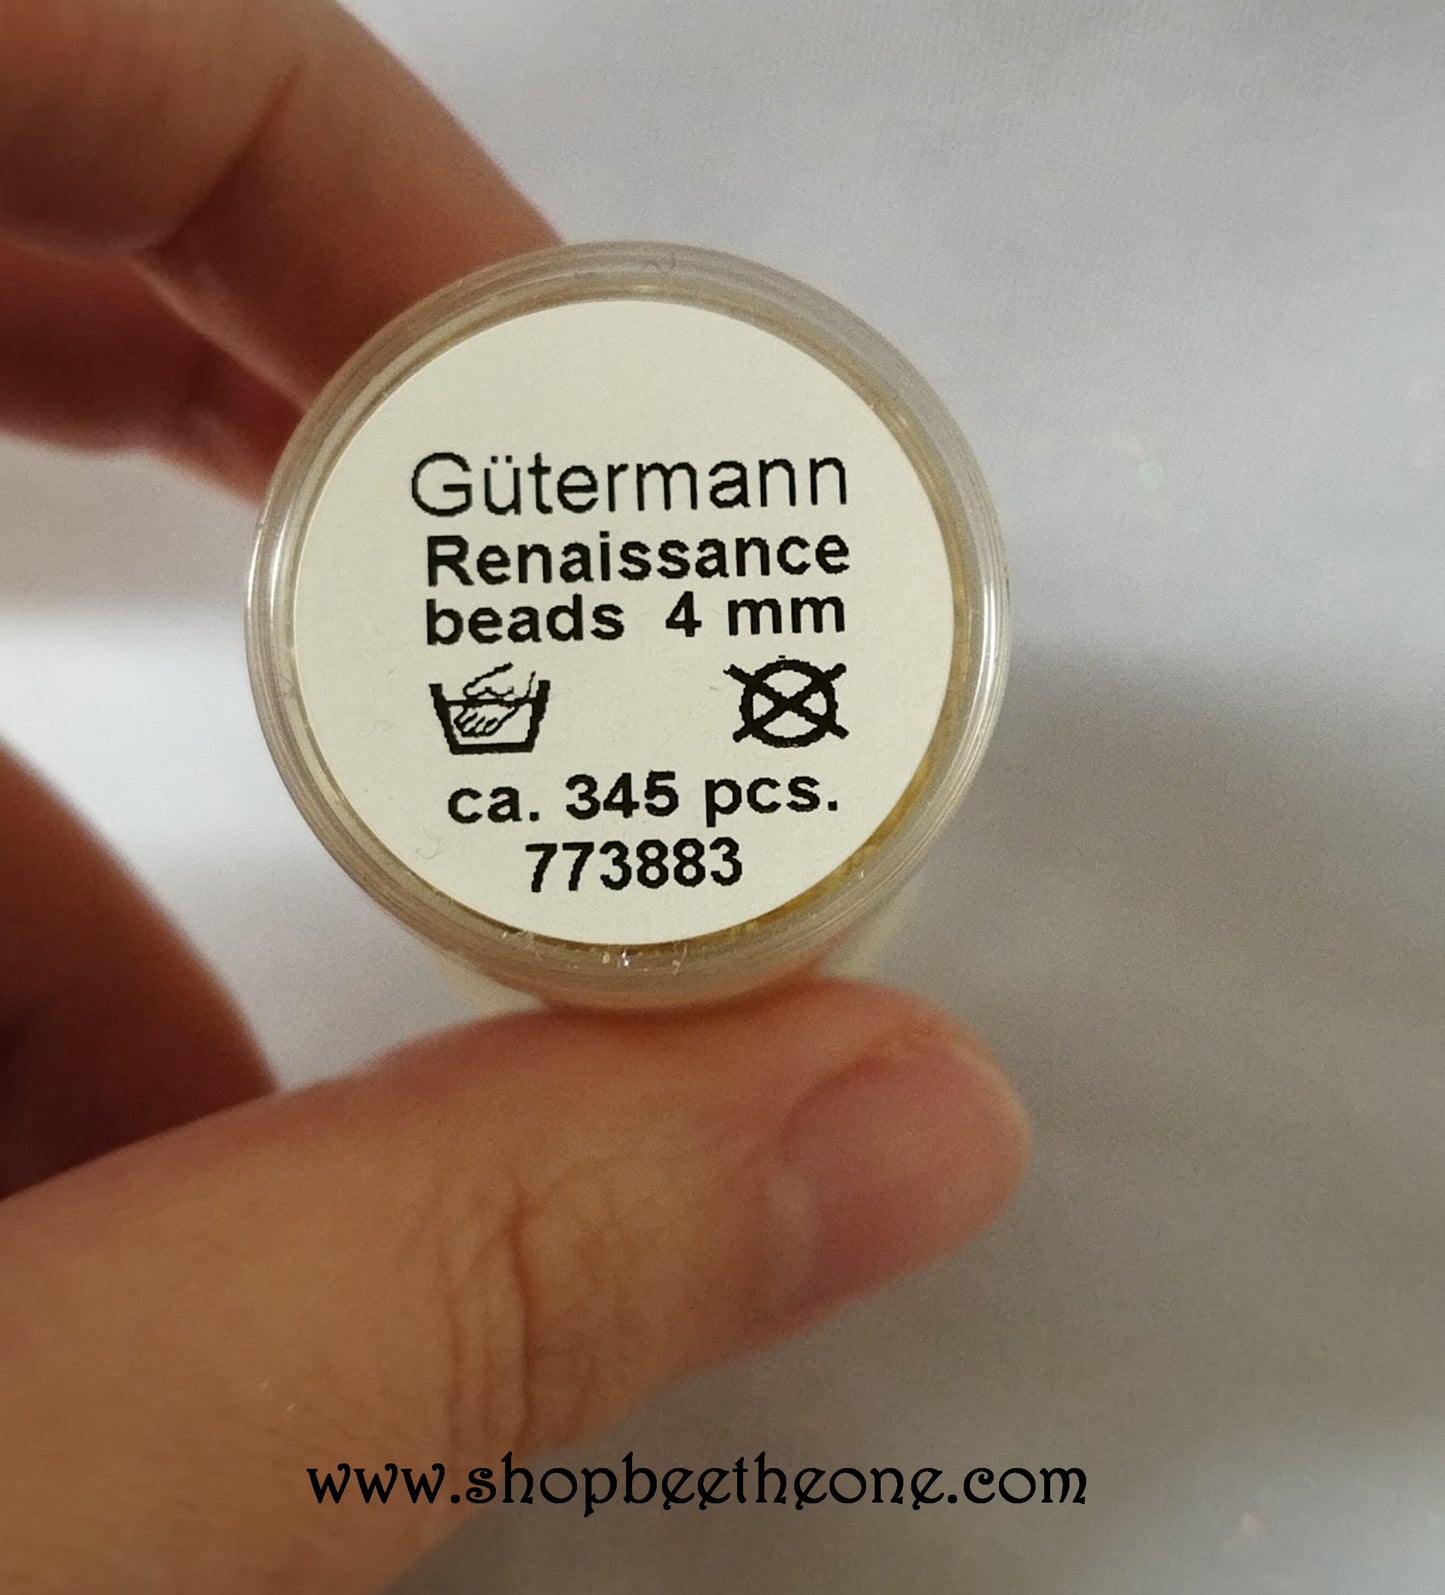 Gütermann
Renaissance
beads 4 mm
ca. 345 pcs.
773883
www.shopbeetheone.com